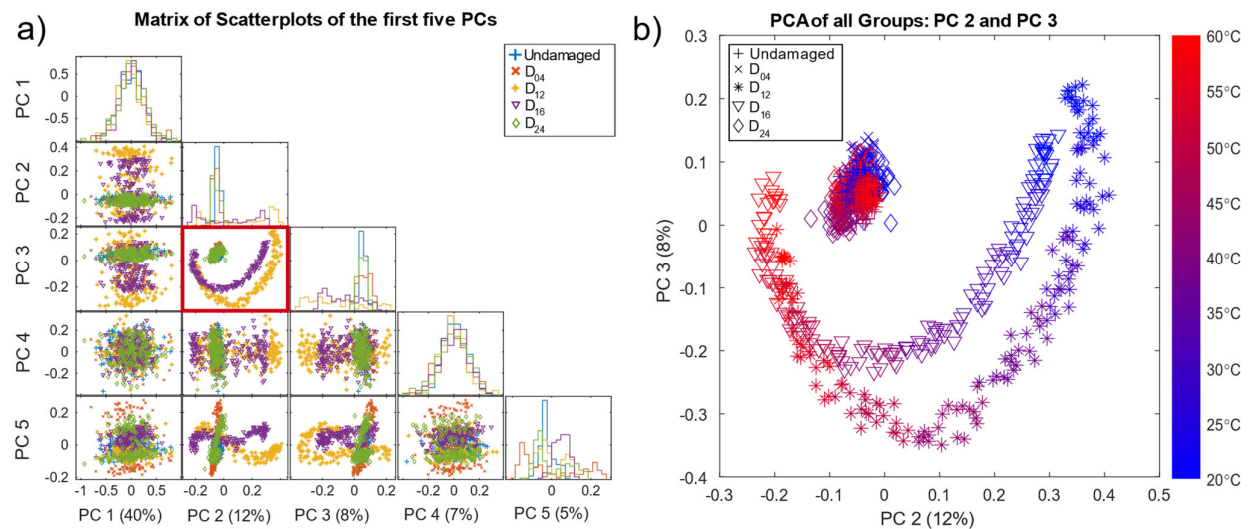 a)
Matrix of Scatterplots of the first five PCs
Undamaged
D04
D12
D16
D24
PC 1
0.5
0
-0.5
PC 2
0.4
0.2
0
-0.2
PC 3
0.2
0
-0.2
PC 4
0.2
0
-0.2
PC 5
0.2
0
-0.2
-1 -0.5 0 0.5
-0.2 0 0.2
-0.2 0 0.2
-0.2 0 0.2
-0.2 0 0.2
PC 1 (40%) PC 2 (12%) PC 3 (8%) PC 4 (7%) PC 5 (5%)
b)
PCA of all Groups: PC 2 and PC 3
Undamaged
D04
D12
D16
D24
PC 3 (8%)
0.3
0.2
0.1
0
-0.1
-0.2
-0.3
-0.4
-0.3 -0.2 -0.1 0 0.1 0.2 0.3 0.4 0.5
PC 2 (12%)
60°C
55°C
50°C
45°C
40°C
35°C
30°C
25°C
20°C